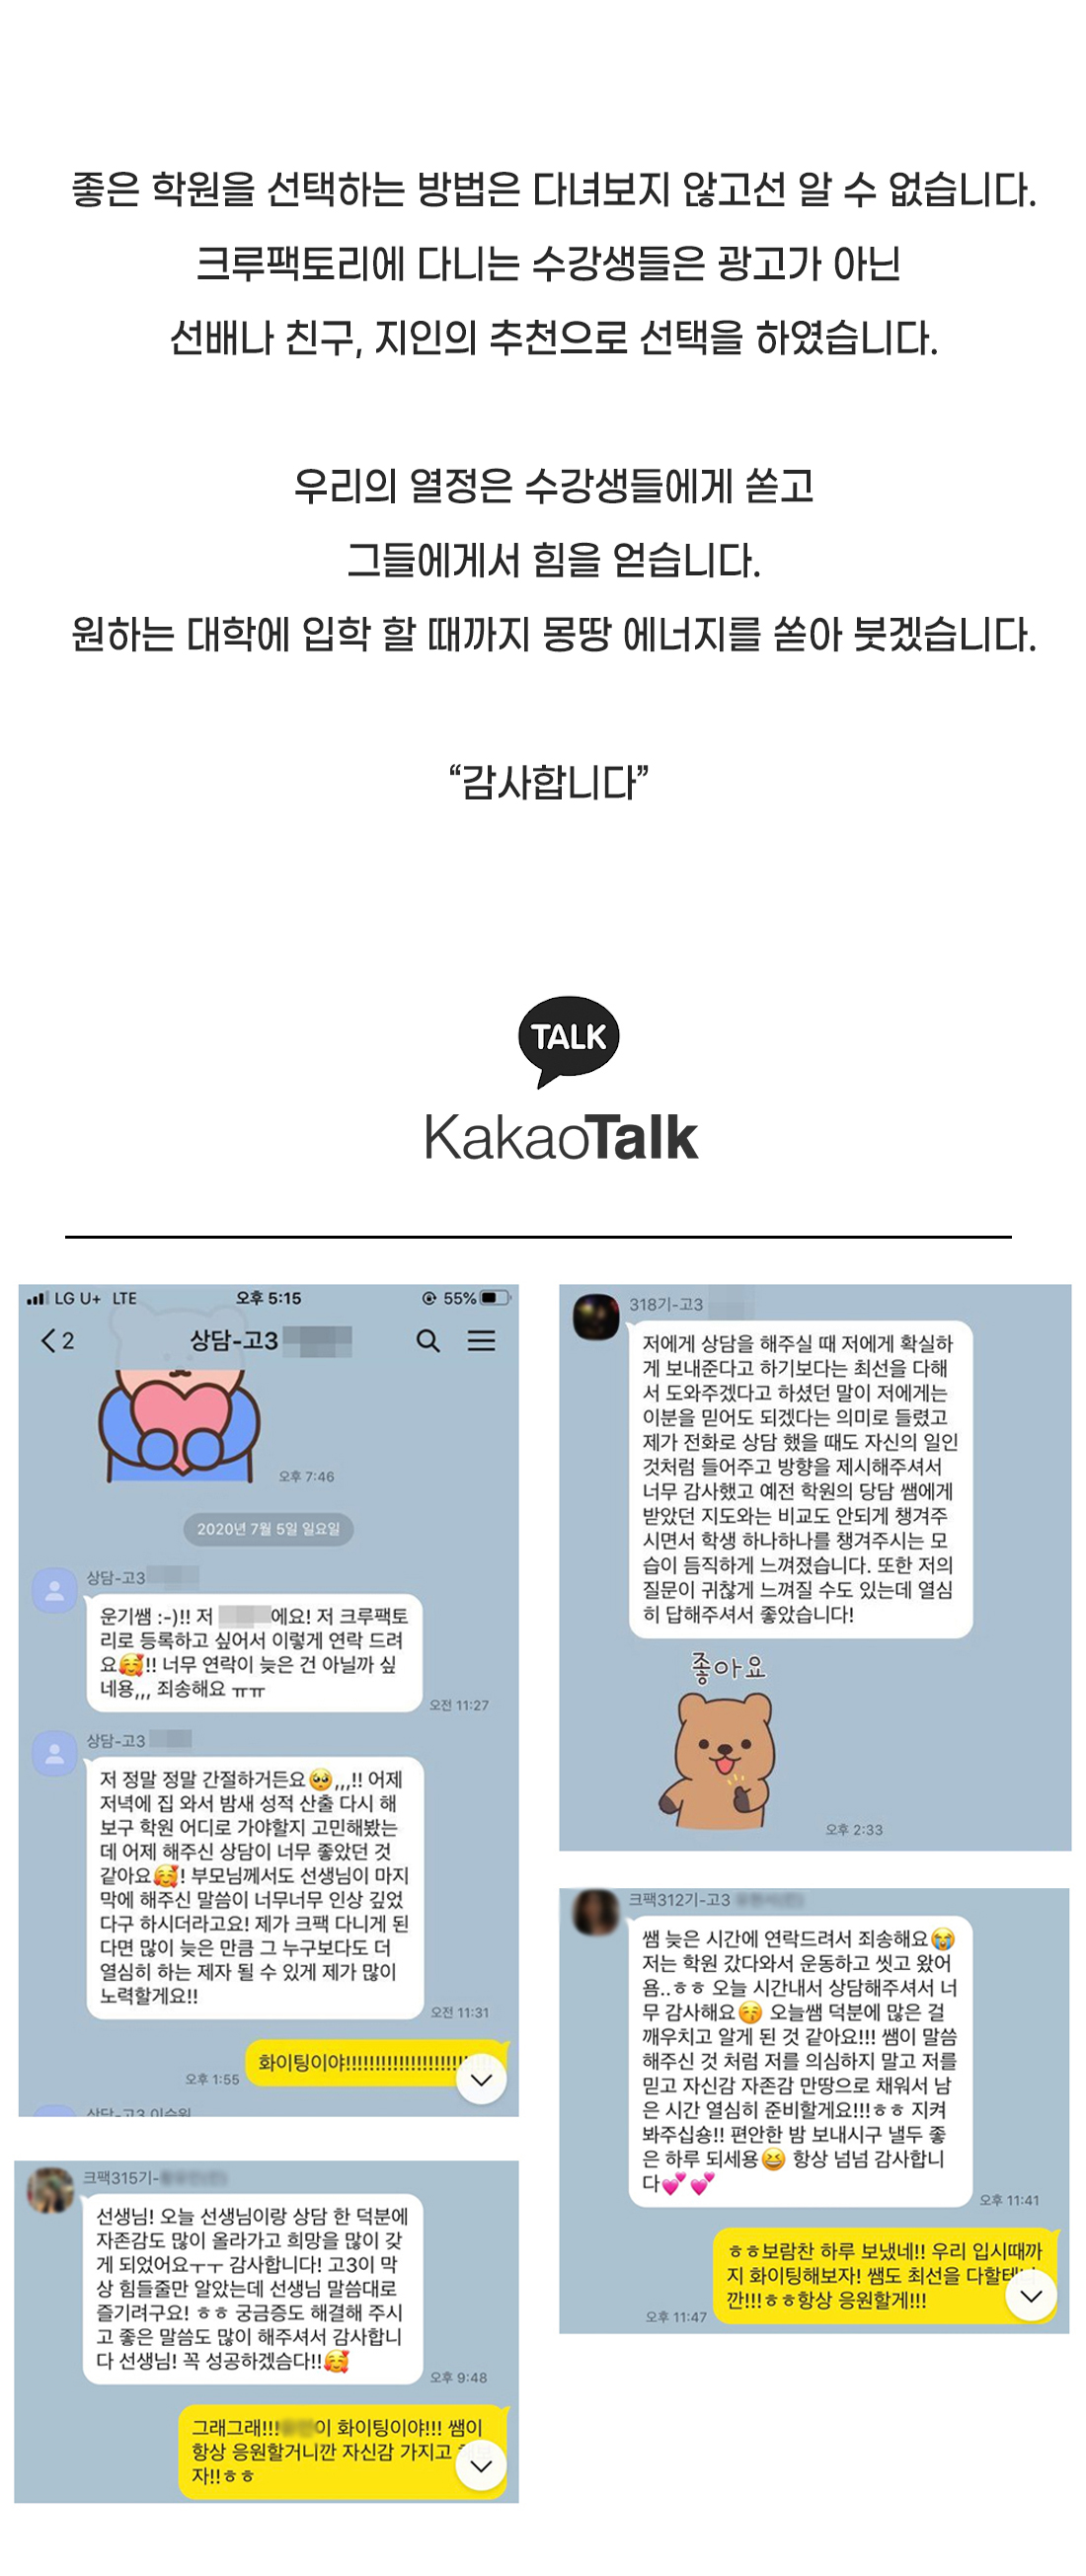 좋은 학원을 선택하는 방법은 다녀보지 않고선 알 수 없습니다.
크루팩토리에 다니는 수강생들은 광고가 아닌
선배나 친구, 지인의 추천으로 선택을 하였습니다.
우리의 열정은 수강생들에게 쏟고
그들에게서 힘을 얻습니다.
원하는 대학에 입학 할 때까지 몽땅 에너지를 쏟아 붓겠습니다.
“감사합니다”
TALK
KakaoTalk
LG U+ LTE 오후 5:15 55%
2 상담-고3
오후 7:46
2020년 7월 5일 일요일
상담-고3
운기쌤 :-)!! 저 에요! 저 크루팩토
리로 등록하고 싶어서 이렇게 연락 드려
요🥰!! 너무 연락이 늦은 건 아닐까 싶
네용,,, 죄송해요 ㅠㅠ
오전 11:27
상담-고3
저 정말 정말 간절하거든요🥺,,,!! 어제
저녁에 집 와서 밤새 성적 산출 다시 해
보구 학원 어디로 가야할지 고민해봤는
데 어제 해주신 상담이 너무 좋았던 것
같아요🥰! 부모님께서도 선생님이 마지
막에 해주신 말씀이 너무너무 인상 깊었
다구 하시더라고요! 제가 크팩 다니게 된
다면 많이 늦은 만큼 그 누구보다도 더
열심히 하는 제자 될 수 있게 제가 많이
노력할게요!!
오전 11:31
화이팅이야!!!!!!!!!!!!!!!!!!!!!
오후 1:55
상담-고3
크팩315기-
선생님! 오늘 선생님이랑 상담 한 덕분에
자존감도 많이 올라가고 희망을 많이 갖
게 되었어요ㅜㅜ 감사합니다! 고3이 막
상 힘들줄만 알았는데 선생님 말씀대로
즐기려구요! ㅎㅎ 궁금증도 해결해 주시
고 좋은 말씀도 많이 해주셔서 감사합니
다 선생님! 꼭 성공하겠슴다!!🥰
오후 9:48
그래그래!!! 이 화이팅이야!!! 쌤이
항상 응원할거니깐 자신감 가지고
자!!ㅎㅎ
318기-고3
저에게 상담을 해주실 때 저에게 확실하
게 보내준다고 하기보다는 최선을 다해
서 도와주겠다고 하셨던 말이 저에게는
이분을 믿어도 되겠다는 의미로 들렸고
제가 전화로 상담 했을 때도 자신의 일인
것처럼 들어주고 방향을 제시해주셔서
너무 감사했고 예전 학원의 당담 쌤에게
받았던 지도와는 비교도 안되게 챙겨주
시면서 학생 하나하나를 챙겨주시는 모
습이 듬직하게 느껴졌습니다. 또한 저의
질문이 귀찮게 느껴질 수도 있는데 열심
히 답해주셔서 좋았습니다!
좋아요
오후 2:33
크팩312기-고3
쌤 늦은 시간에 연락드려서 죄송해요😭
저는 학원 갔다와서 운동하고 씻고 왔어
욤..ㅎㅎ 오늘 시간내서 상담해주셔서 너
무 감사해요😚 오늘쌤 덕분에 많은 걸
깨우치고 알게 된 것 같아요!!! 쌤이 말씀
해주신 것 처럼 저를 의심하지 말고 저를
믿고 자신감 자존감 만땅으로 채워서 남
은 시간 열심히 준비할게요!!!ㅎㅎ 지켜
봐주십숑!! 편안한 밤 보내시구 낼두 좋
은 하루 되세용😆 항상 넘넘 감사합니
다💕💕
오후 11:41
ㅎㅎ보람찬 하루 보냈네!! 우리 입시때까
지 화이팅해보자! 쌤도 최선을 다할테니
깐!!!ㅎㅎ항상 응원할게!!!
오후 11:47